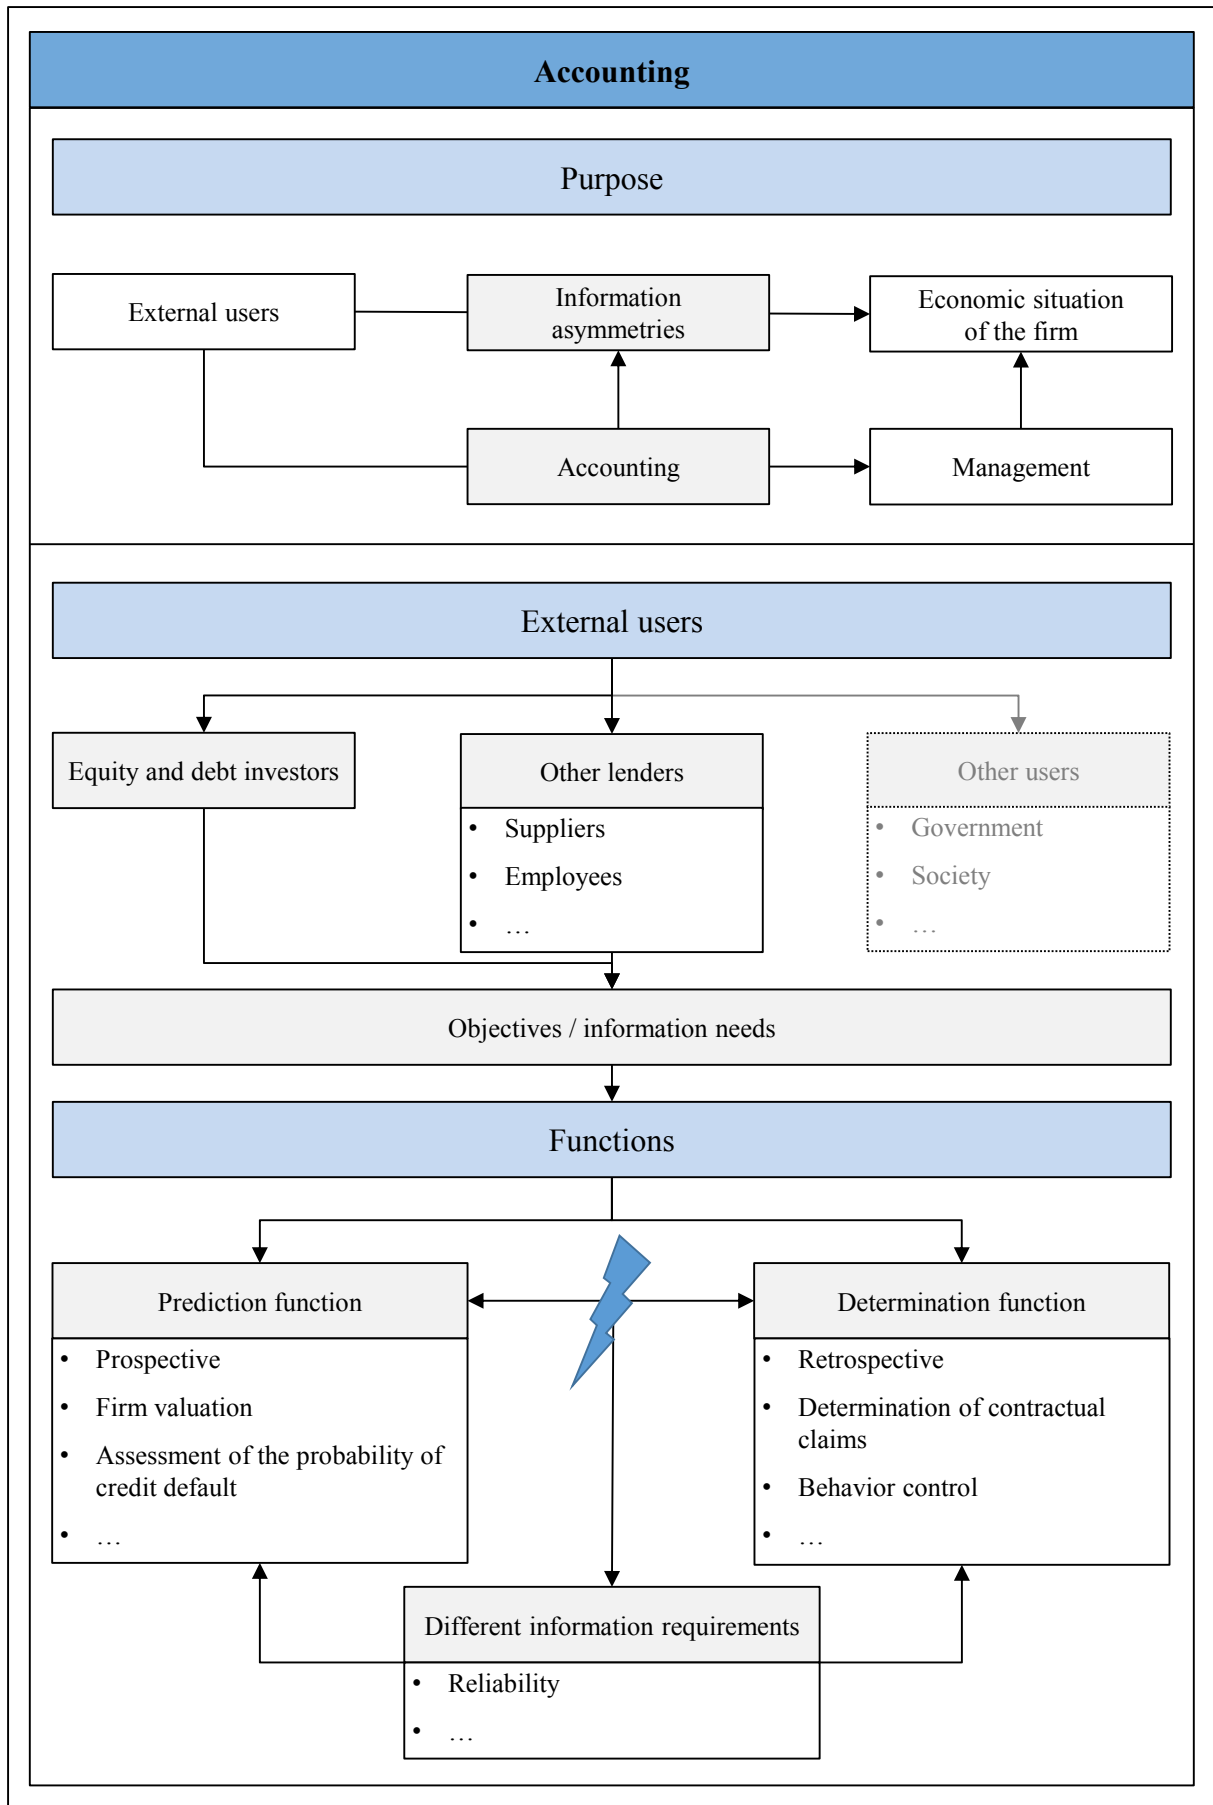 Accounting
Purpose
External users
Information
asymmetries
Economic situation
of the firm
Accounting
Management
External users
Equity and debt investors
Other lenders
• Suppliers
• Employees
• …
Other users
• Government
• Society
• …
Objectives / information needs
Functions
Prediction function
• Prospective
• Firm valuation
• Assessment of the probability of
credit default
• …
Determination function
• Retrospective
• Determination of contractual
claims
• Behavior control
• …
Different information requirements
• Reliability
• …